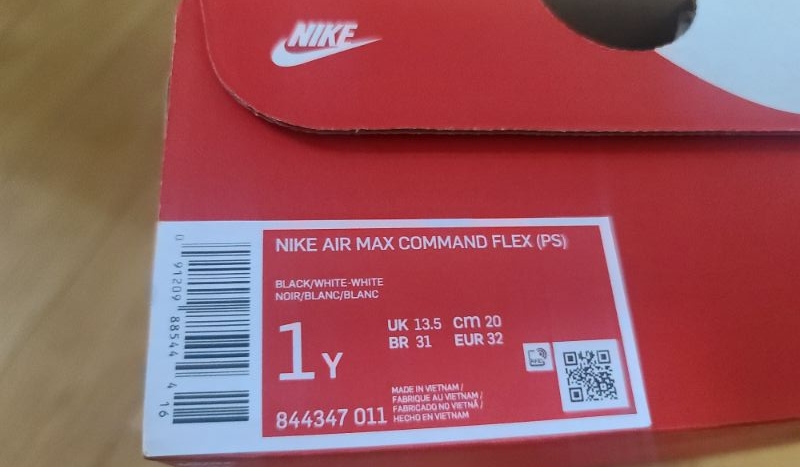 NIKE
NIKE AIR MAX COMMAND FLEX (PS)
BLACK/WHITE-WHITE
NOIR/BLANC/BLANC
1Y
UK 13.5 cm 20
BR 31 EUR 32
MADE IN VIETNAM /
FABRIQUE AU VIETNAM /
FABRICADO NO VIETNÃ /
HECHO EN VIETNAM
844347 011
0 91209 88544 4 16